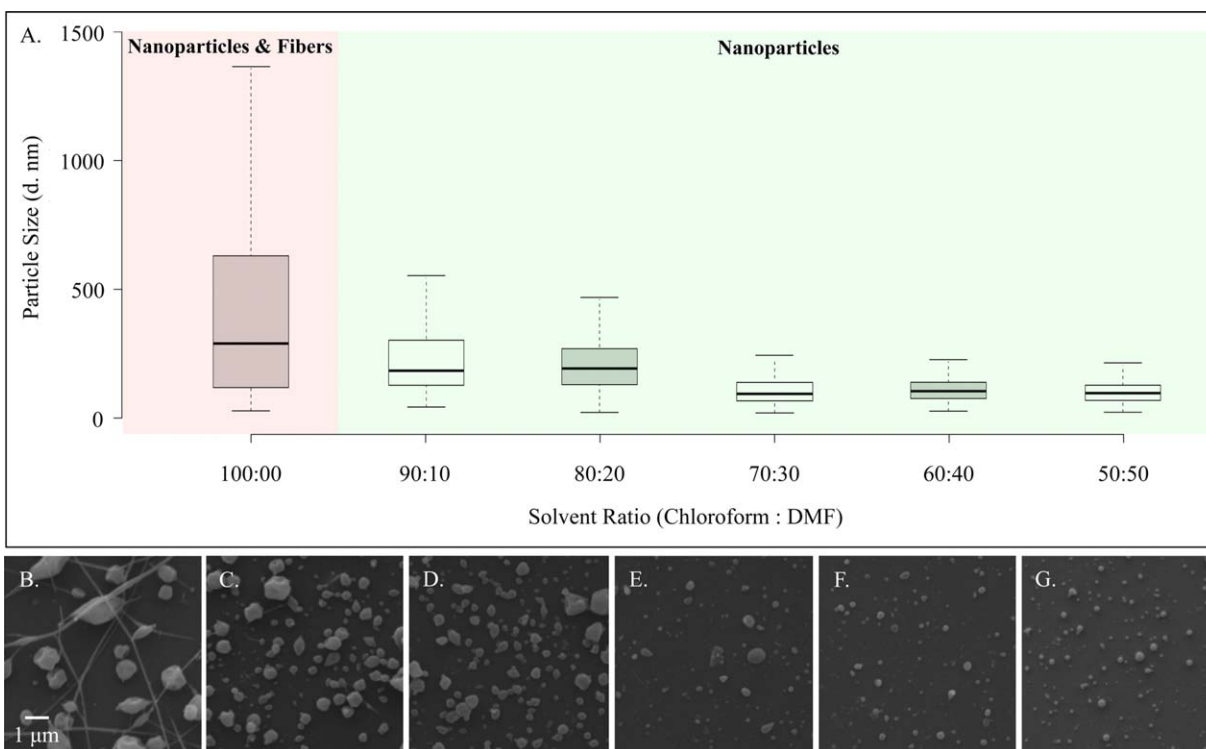 A.
Nanoparticles & Fibers
Nanoparticles
1500
1000
500
0
Particle Size (d. nm)
100:00
90:10
80:20
70:30
60:40
50:50
Solvent Ratio (Chloroform : DMF)
B.
C.
D.
E.
F.
G.
1 μm